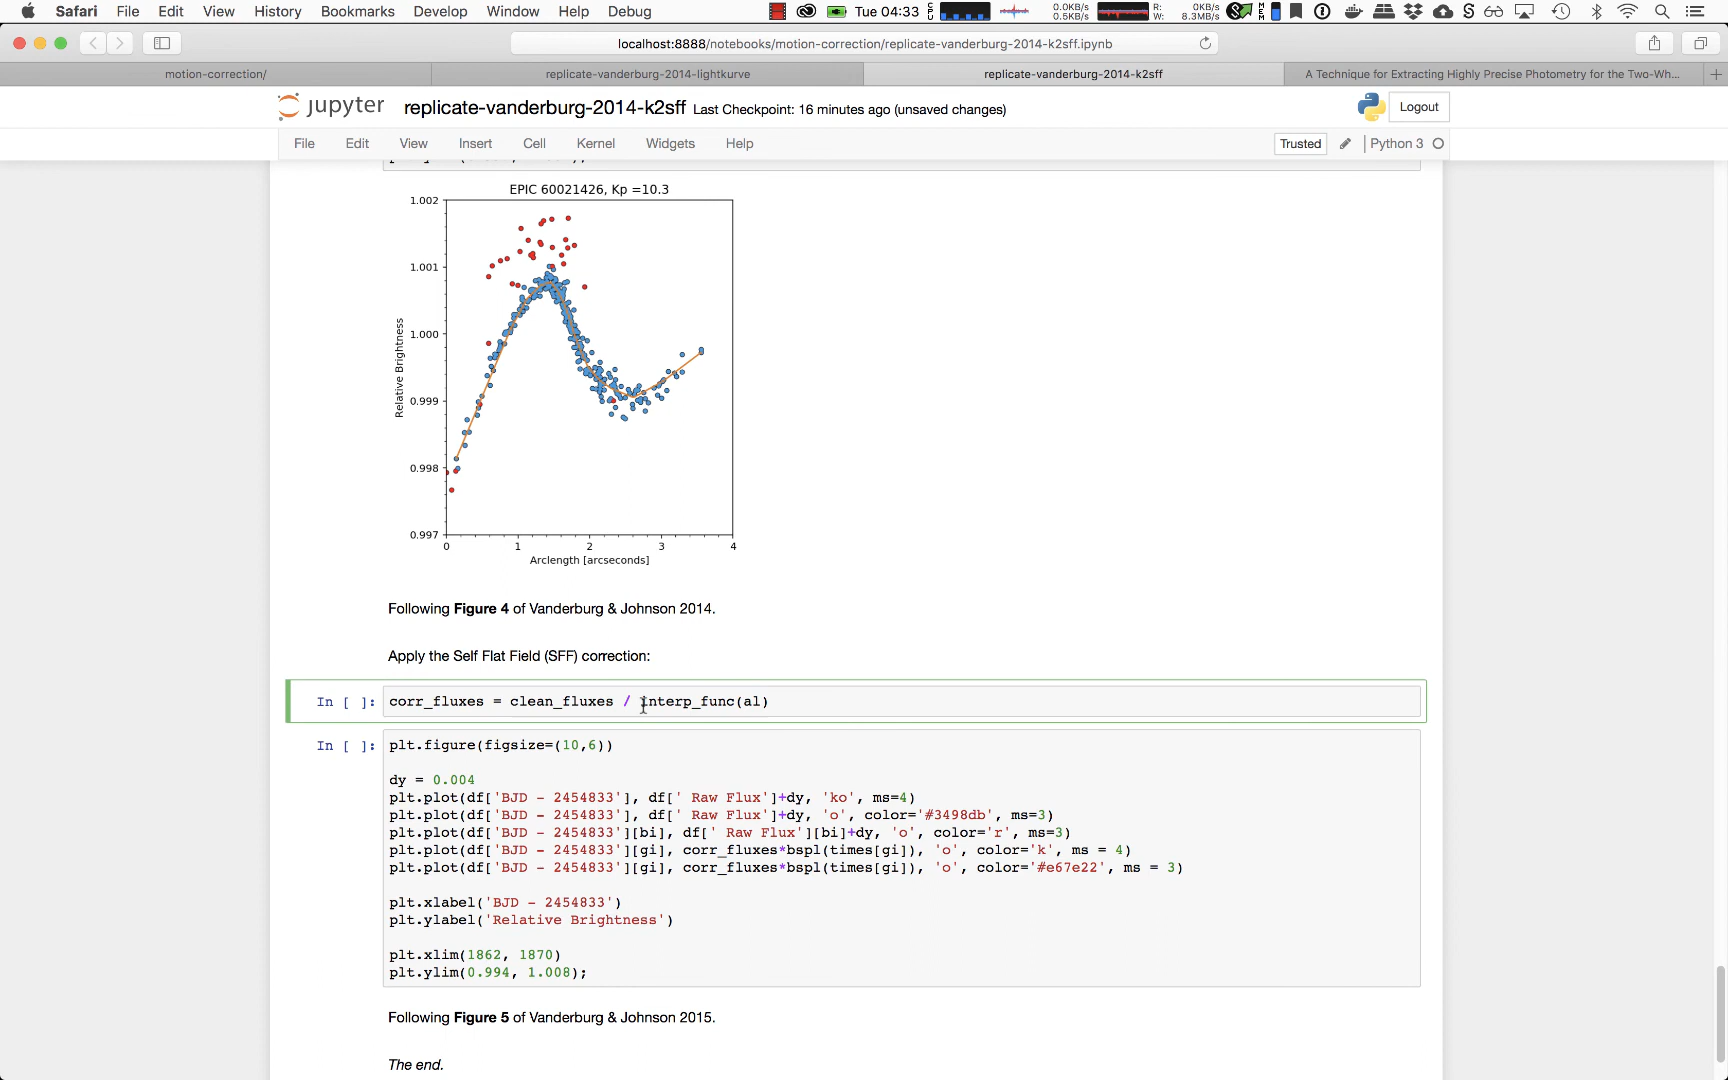 Safari File Edit View History Bookmarks Develop Window Help Debug
Tue 04:33
CPU
0.0KB/s
0.5KB/s
R:
W:
0KB/s
8.3MB/s
MEM
localhost:8888/notebooks/motion-correction/replicate-vanderburg-2014-k2sff.ipynb
motion-correction/
replicate-vanderburg-2014-lightkurve
replicate-vanderburg-2014-k2sff
A Technique for Extracting Highly Precise Photometry for the Two-Wh...
jupyter replicate-vanderburg-2014-k2sff Last Checkpoint: 16 minutes ago (unsaved changes)
Logout
File Edit View Insert Cell Kernel Widgets Help
Trusted
Python 3
EPIC 60021426, Kp =10.3
1.002
1.001
1.000
0.999
0.998
0.997
Relative Brightness
0 1 2 3 4
Arclength [arcseconds]
Following Figure 4 of Vanderburg & Johnson 2014.
Apply the Self Flat Field (SFF) correction:
In [ ]: corr_fluxes = clean_fluxes / interp_func(al)
In [ ]: plt.figure(figsize=(10,6))
dy = 0.004
plt.plot(df['BJD - 2454833'], df[' Raw Flux']+dy, 'ko', ms=4)
plt.plot(df['BJD - 2454833'], df[' Raw Flux']+dy, 'o', color='#3498db', ms=3)
plt.plot(df['BJD - 2454833'][bi], df[' Raw Flux'][bi]+dy, 'o', color='r', ms=3)
plt.plot(df['BJD - 2454833'][gi], corr_fluxes*bspl(times[gi]), 'o', color='k', ms = 4)
plt.plot(df['BJD - 2454833'][gi], corr_fluxes*bspl(times[gi]), 'o', color='#e67e22', ms = 3)
plt.xlabel('BJD - 2454833')
plt.ylabel('Relative Brightness')
plt.xlim(1862, 1870)
plt.ylim(0.994, 1.008);
Following Figure 5 of Vanderburg & Johnson 2015.
The end.